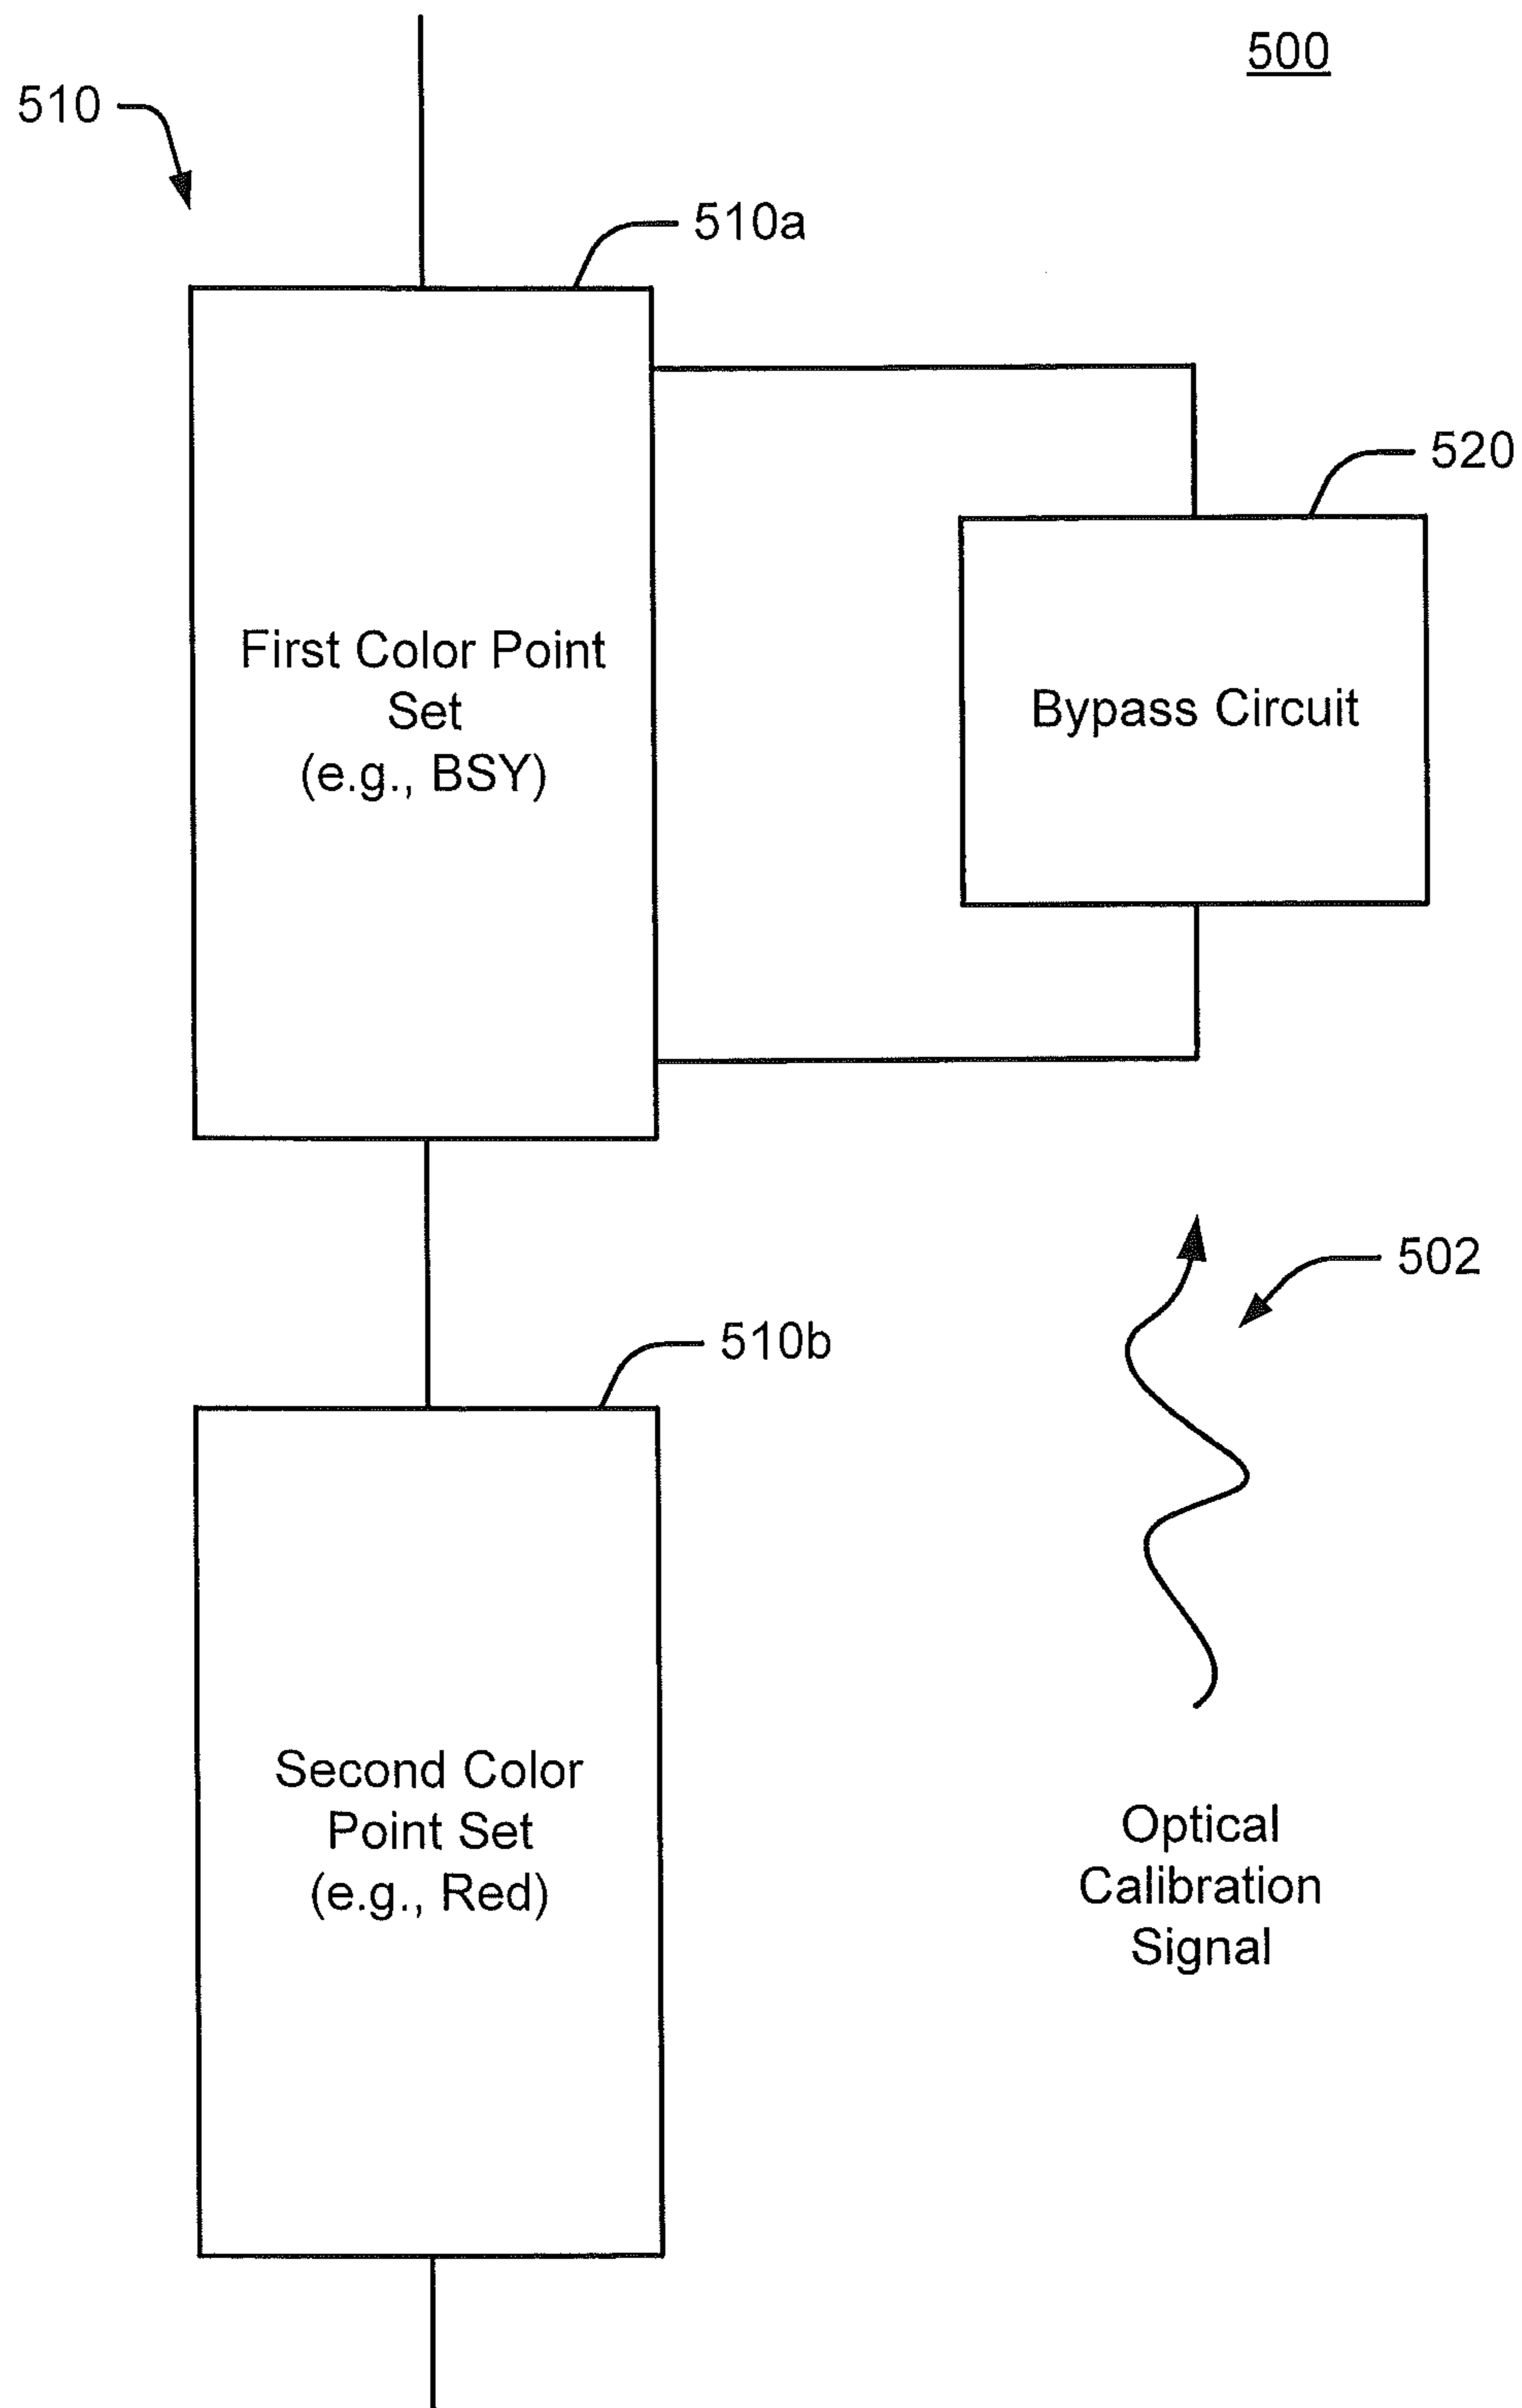 500
510
510a
520
First Color Point
Set
(e.g., BSY)
Bypass Circuit
502
510b
Second Color
Point Set
(e.g., Red)
Optical
Calibration
Signal